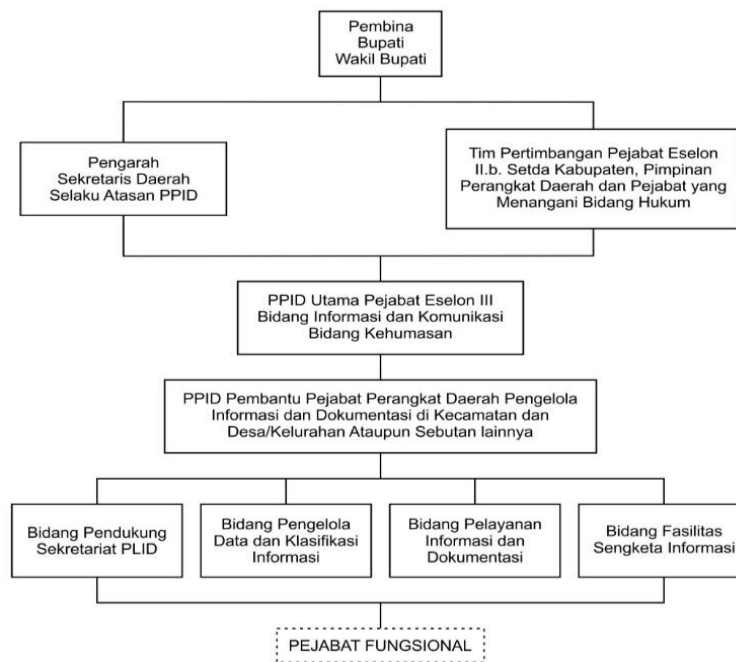 Pembina
Bupati
Wakil Bupati
Pengarah
Sekretaris Daerah
Selaku Atasan PPID
Tim Pertimbangan Pejabat Eselon
II.b. Setda Kabupaten, Pimpinan
Perangkat Daerah dan Pejabat yang
Menangani Bidang Hukum
PPID Utama Pejabat Eselon III
Bidang Informasi dan Komunikasi
Bidang Kehumasan
PPID Pembantu Pejabat Perangkat Daerah Pengelola
Informasi dan Dokumentasi di Kecamatan dan
Desa/Kelurahan Ataupun Sebutan lainnya
Bidang Pendukung
Sekretariat PLID
Bidang Pengelola
Data dan Klasifikasi
Informasi
Bidang Pelayanan
Informasi dan
Dokumentasi
Bidang Fasilitas
Sengketa Informasi
PEJABAT FUNGSIONAL